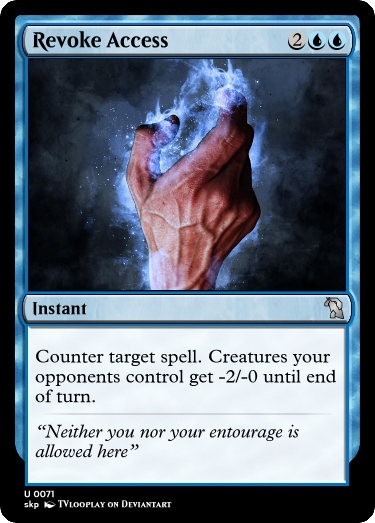 Revoke Access 2
Instant
Counter target spell. Creatures your
opponents control get -2/-0 until end
of turn.
“Neither you nor your entourage is
allowed here”
U 0071
skp TVlooplay on Deviantart